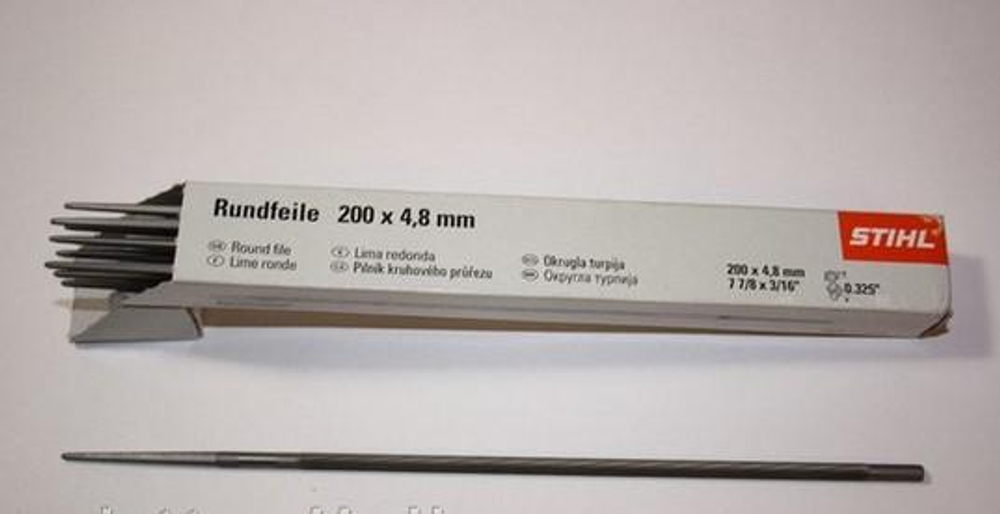 Rundfeile 200 x 4,8 mm
STIHL®
Round file
Lime ronde
Lima redonda
Pilník kruhového průřezu
Okrugla turpija
Округла турпија
200 x 4,8 mm
7 7/8 x 3/16"
0.325"